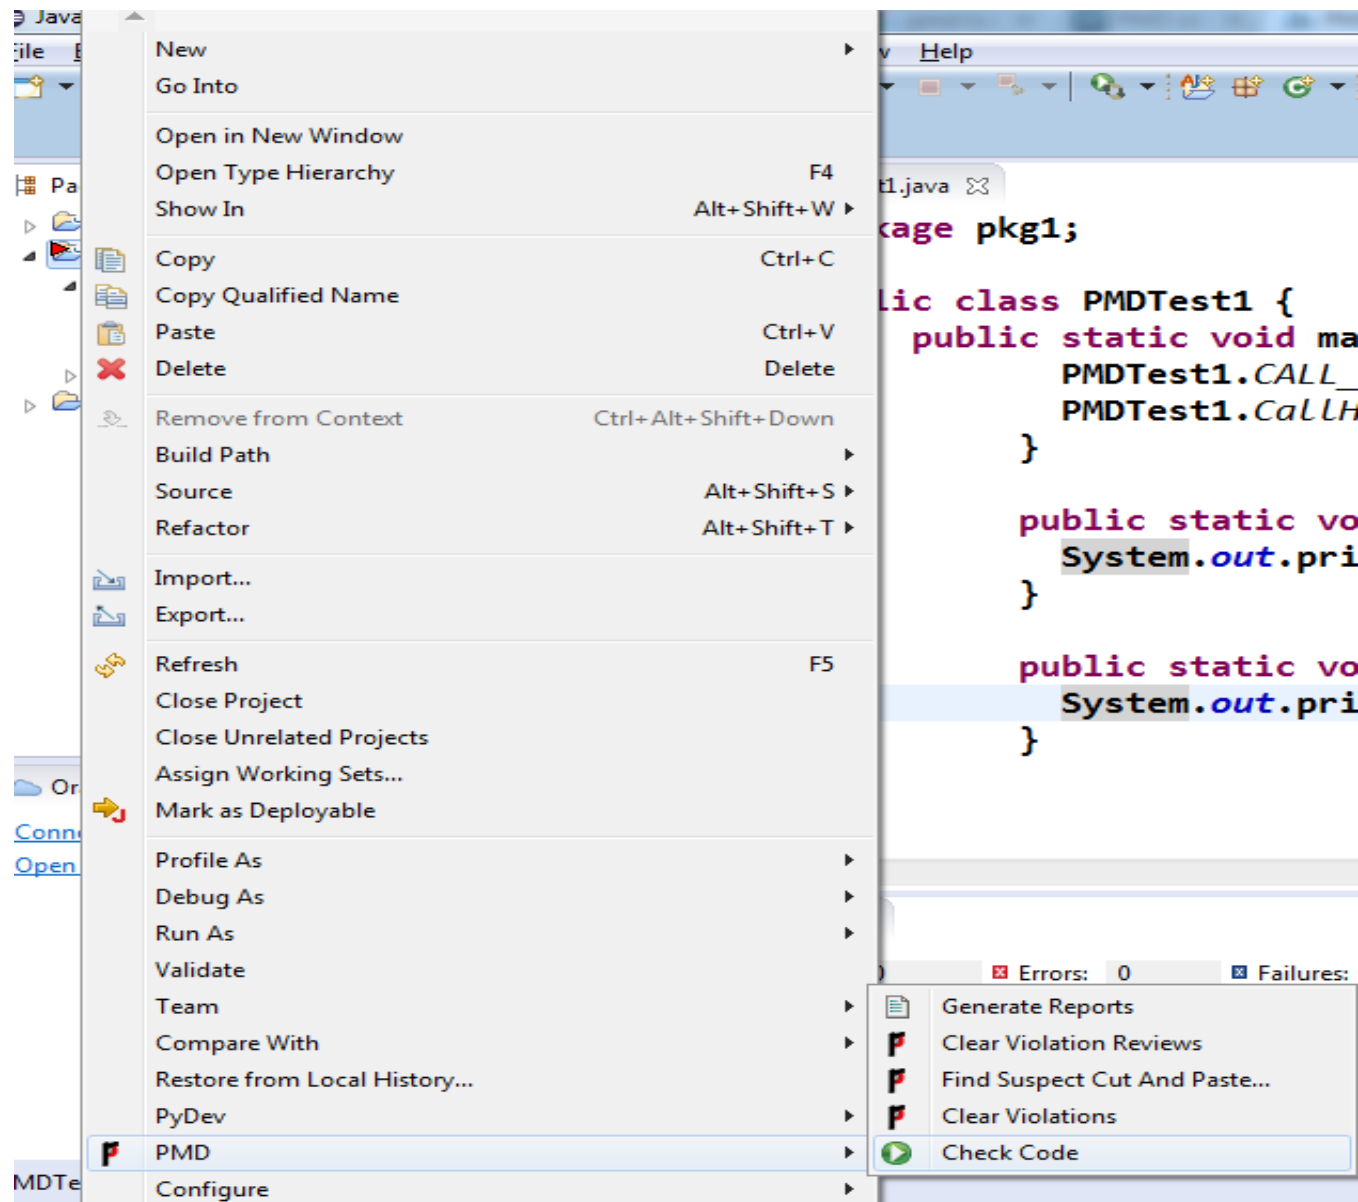 Java
File
Help
New
Go Into
Open in New Window
Open Type Hierarchy F4
Show In Alt+Shift+W
Copy Ctrl+C
Copy Qualified Name
Paste Ctrl+V
Delete Delete
Remove from Context Ctrl+Alt+Shift+Down
Build Path
Source Alt+Shift+S
Refactor Alt+Shift+T
Import...
Export...
Refresh F5
Close Project
Close Unrelated Projects
Assign Working Sets...
Mark as Deployable
Profile As
Debug As
Run As
Validate
Team
Compare With
Restore from Local History...
PyDev
PMD
Configure
Generate Reports
Clear Violation Reviews
Find Suspect Cut And Paste...
Clear Violations
Check Code
Pa
Or
Conne
Open
MDTe
t1.java
kage pkg1;
lic class PMDTest1 {
public static void ma
PMDTest1.CALL_
PMDTest1.CallH
}
public static vo
System.out.pri
}
public static vo
System.out.pri
}
Errors: 0 Failures: